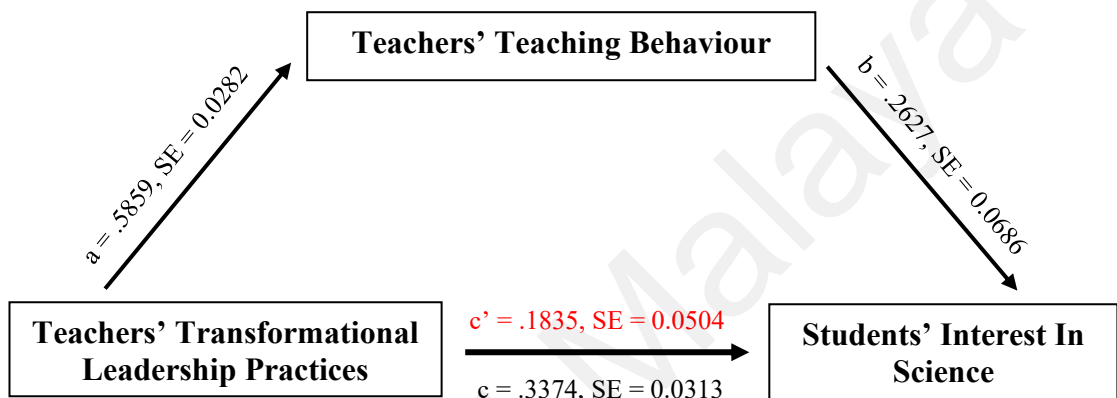 Teachers’ Teaching Behaviour
a = .5859, SE = 0.0282
b = .2627, SE = 0.0686
Teachers’ Transformational
Leadership Practices
c’ = .1835, SE = 0.0504
c = .3374, SE = 0.0313
Students’ Interest In
Science
Malaya